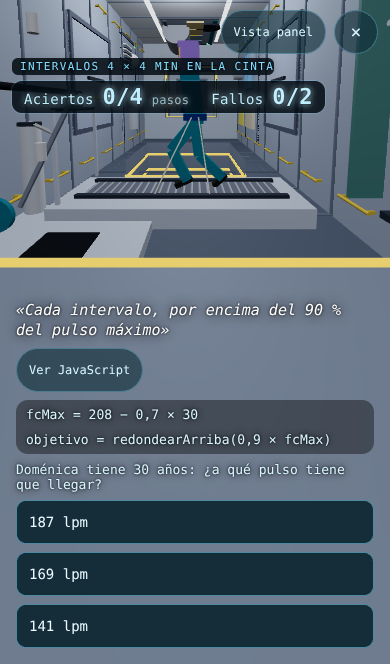 Vista panel ×
INTERVALOS 4 × 4 MIN EN LA CINTA
Aciertos 0/4 pasos Fallos 0/2
«Cada intervalo, por encima del 90 %
del pulso máximo»
Ver JavaScript
fcMax = 208 − 0,7 × 30
objetivo = redondearArriba(0,9 × fcMax)
Doménica tiene 30 años: ¿a qué pulso tiene
que llegar?
187 lpm
169 lpm
141 lpm